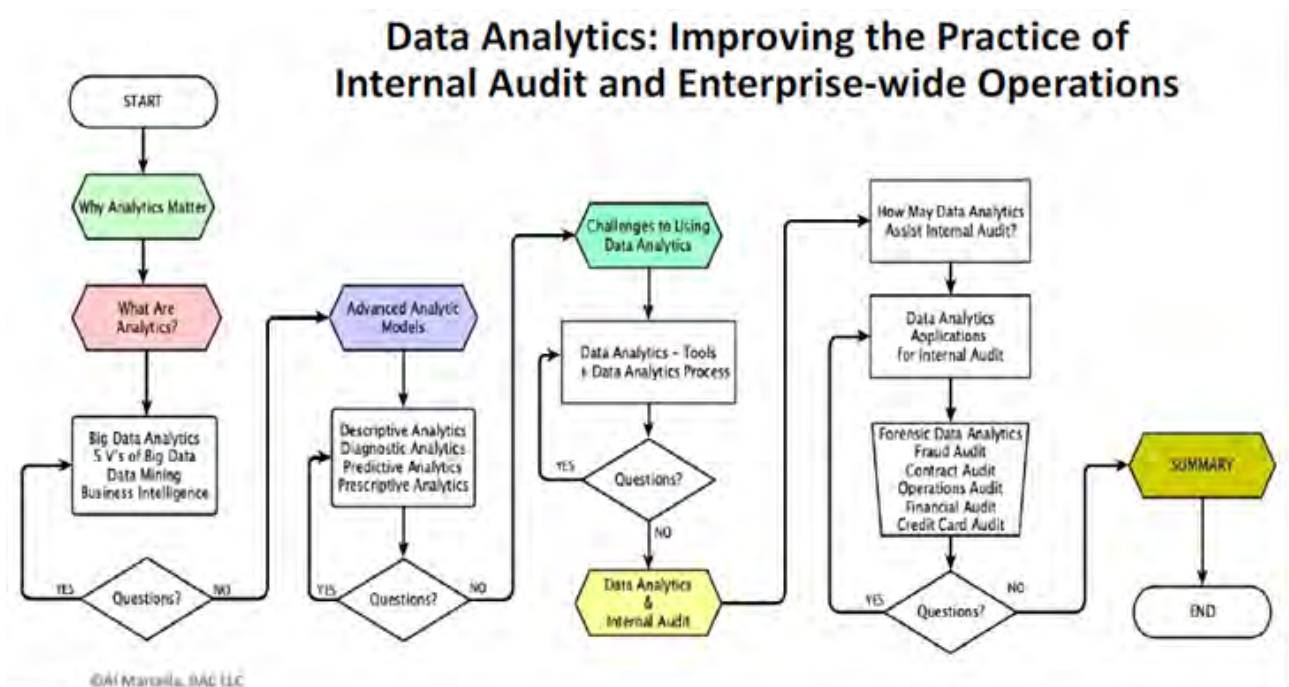 Data Analytics: Improving the Practice of
Internal Audit and Enterprise-wide Operations
START
Why Analytics Matter
What Are
Analytics?
Big Data Analytics
5 V's of Big Data
Data Mining
Business Intelligence
YES
Questions?
NO
Advanced Analytic
Models
Descriptive Analytics
Diagnostic Analytics
Predictive Analytics
Prescriptive Analytics
YES
Questions?
NO
Challenges to Using
Data Analytics
Data Analytics – Tools
+ Data Analytics Process
YES
Questions?
NO
Data Analytics
&
Internal Audit
How May Data Analytics
Assist Internal Audit?
Data Analytics
Applications
for Internal Audit
Forensic Data Analytics
Fraud Audit
Contract Audit
Operations Audit
Financial Audit
Credit Card Audit
YES
Questions?
NO
SUMMARY
END
©Al Marcella, BAC LLC